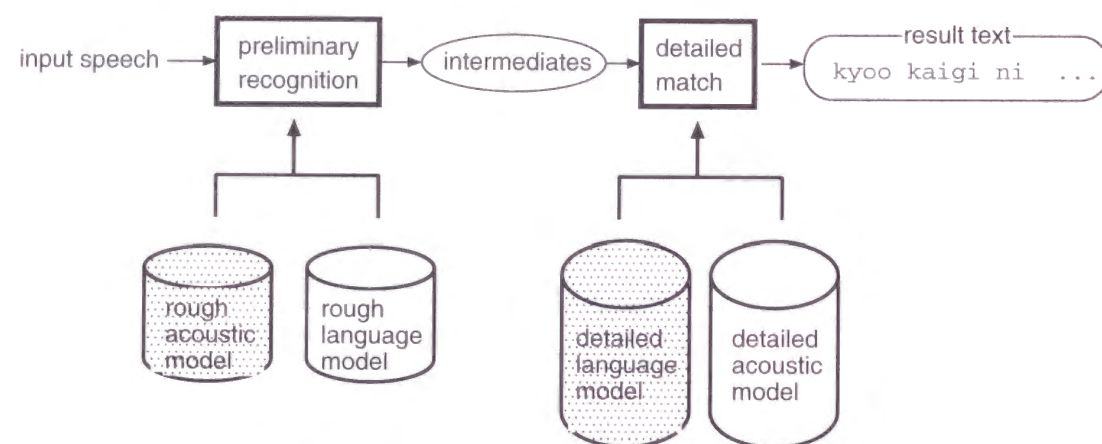 input speech
preliminary
recognition
intermediates
detailed
match
result text
kyoo kaigi ni ...
rough
acoustic
model
rough
language
model
detailed
language
model
detailed
acoustic
model